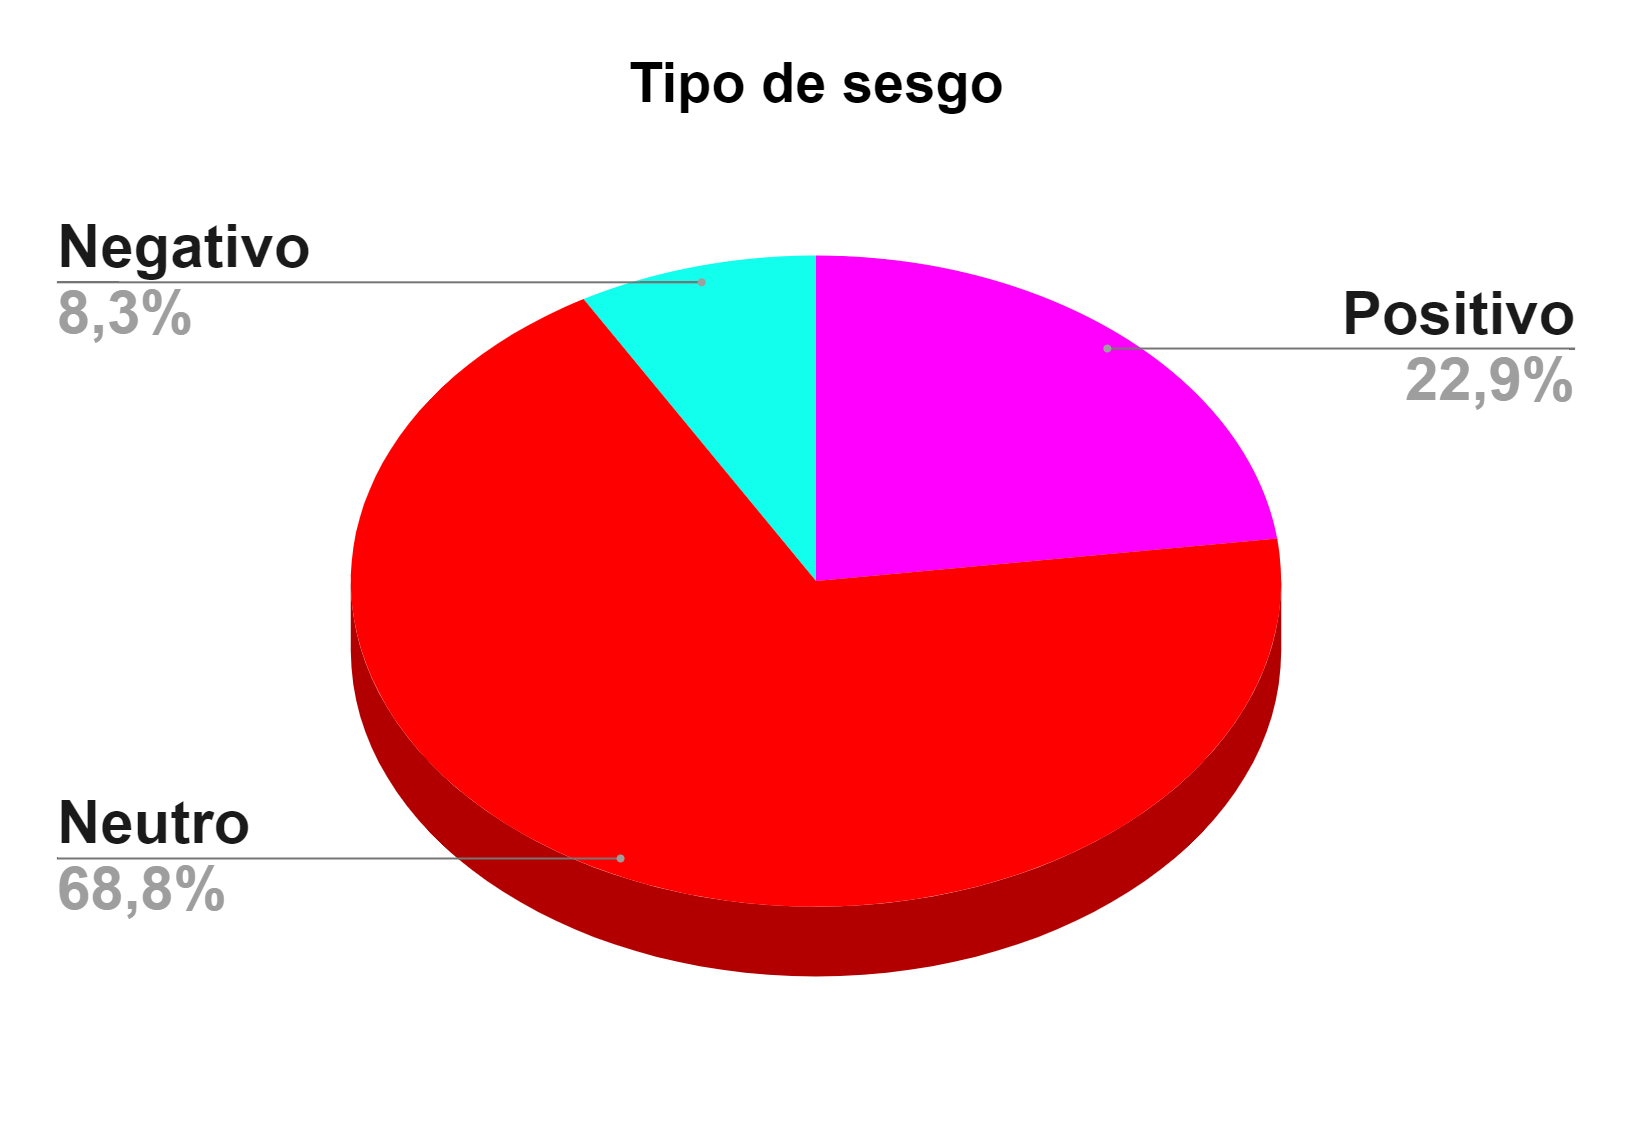 Tipo de sesgo
Negativo
8,3%
Positivo
22,9%
Neutro
68,8%